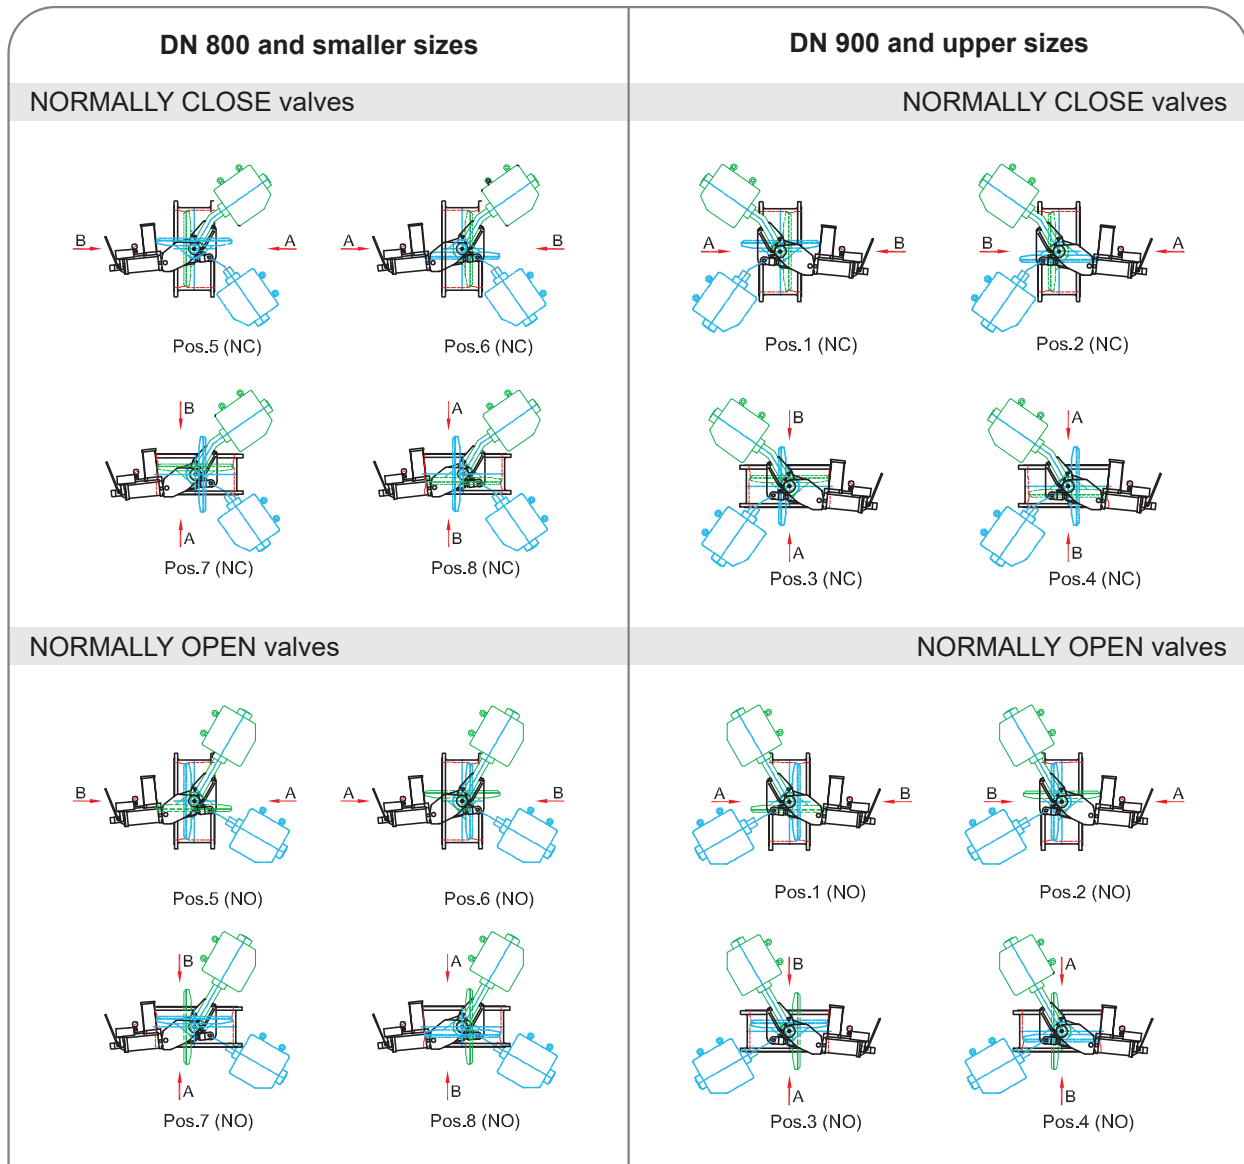 DN 800 and smaller sizes
DN 900 and upper sizes
NORMALLY CLOSE valves
NORMALLY CLOSE valves
B A
A B
A B
B A
Pos.5 (NC)
Pos.6 (NC)
Pos.1 (NC)
Pos.2 (NC)
B
A
B
A
A
B
A
B
Pos.7 (NC)
Pos.8 (NC)
Pos.3 (NC)
Pos.4 (NC)
NORMALLY OPEN valves
NORMALLY OPEN valves
B A
A B
A B
B A
Pos.5 (NO)
Pos.6 (NO)
Pos.1 (NO)
Pos.2 (NO)
B
A
B
A
A
B
A
B
Pos.7 (NO)
Pos.8 (NO)
Pos.3 (NO)
Pos.4 (NO)